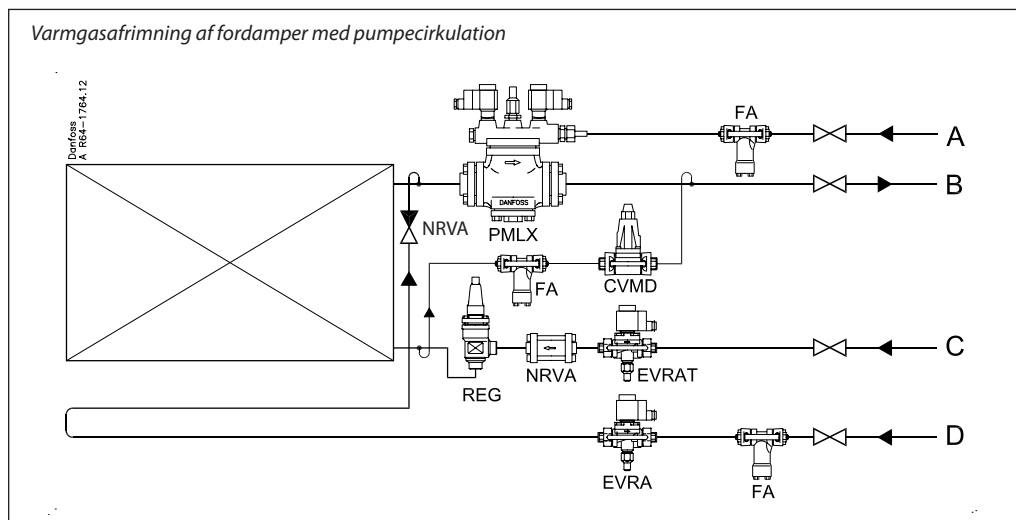 Varmgasafrimning af fordamper med pumpecirkulation
Danfoss
A R64-1764.12
FA
A
B
DANFOSS
NRVA
PMLX
FA
CVMD
C
REG
NRVA
EVRAT
D
EVRA
FA